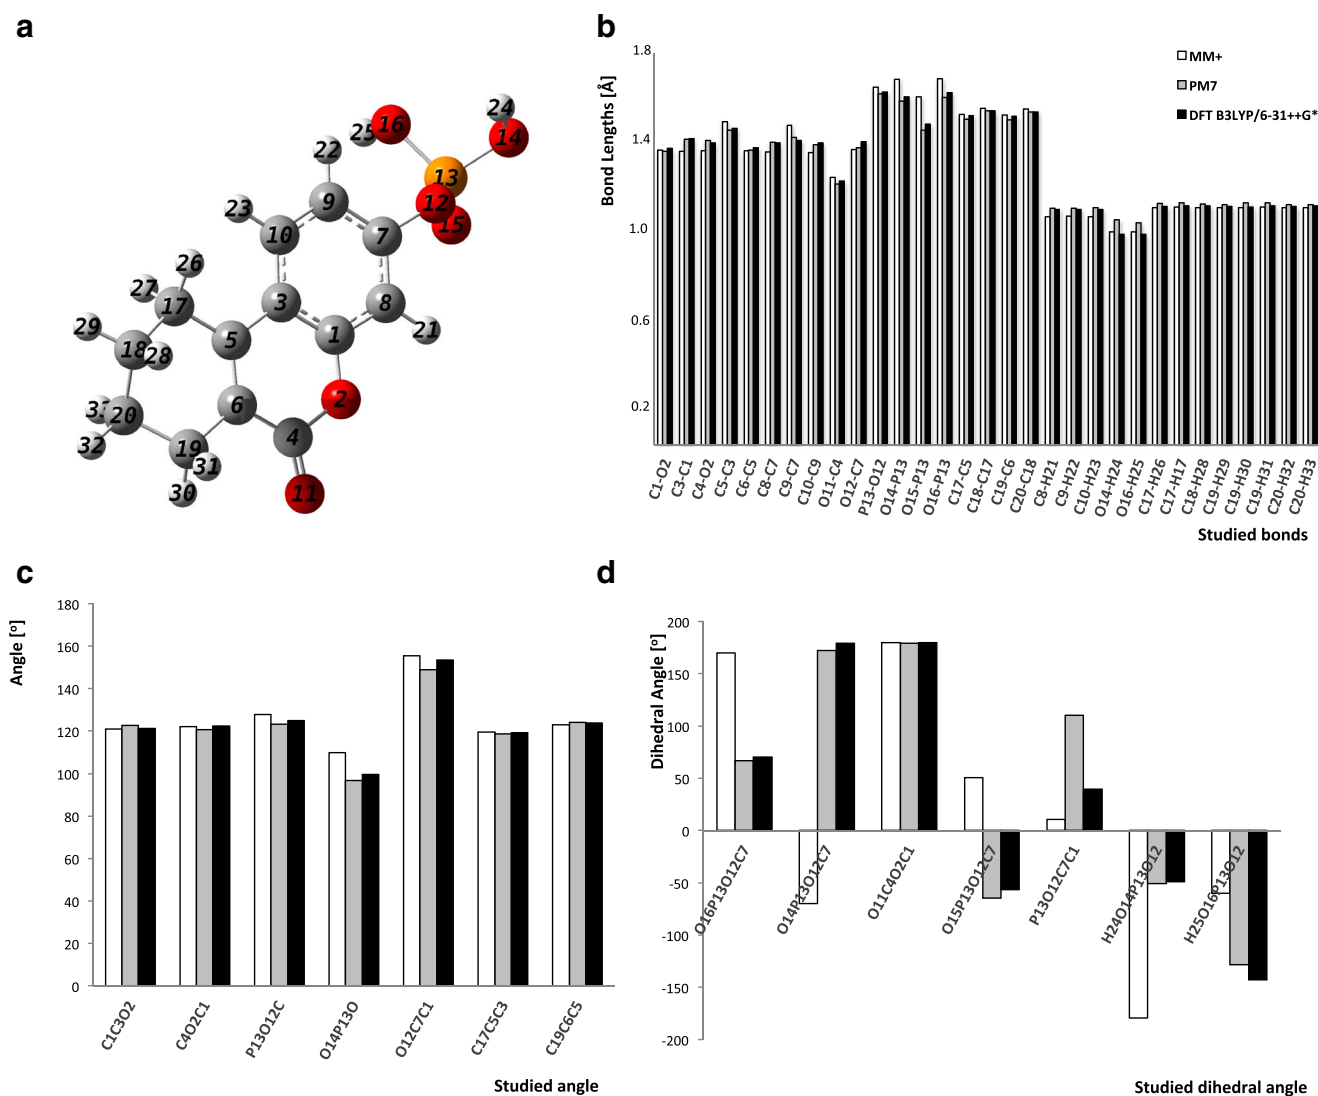 a
24
16
25
14
22
13
12
9
23
15
10
7
26
27
3
8
17
1
21
29
5
18
28
6
2
33
20
4
32
19
31
30
11
b
Bond Lengths [Å]
1.8
1.4
1.0
0.6
0.2
MM+
PM7
DFT B3LYP/6-31++G*
C1-O2
C3-C1
C4-O2
C5-C3
C6-C5
C8-C7
C9-C7
C10-C9
O11-C4
O12-C7
P13-O12
O14-P13
O15-P13
O16-P13
C17-C5
C18-C17
C19-C6
C20-C18
C8-H21
C9-H22
C10-H23
O14-H24
O16-H25
C17-H26
C17-H17
C18-H28
C19-H29
C19-H30
C19-H31
C20-H32
C20-H33
Studied bonds
c
Angle [º]
180
160
140
120
100
80
60
40
20
0
C1C3O2
C4O2C1
P13O12C
O14P13O
O12C7C1
C17C5C3
C19C6C5
Studied angle
d
Dihedral Angle [º]
200
150
100
50
0
-50
-100
-150
-200
O16P13O12C7
O14P13O12C7
O11C4O2C1
O15P13O12C7
P13O12C7C1
H24O14P13O12
H25O16P13O12
Studied dihedral angle